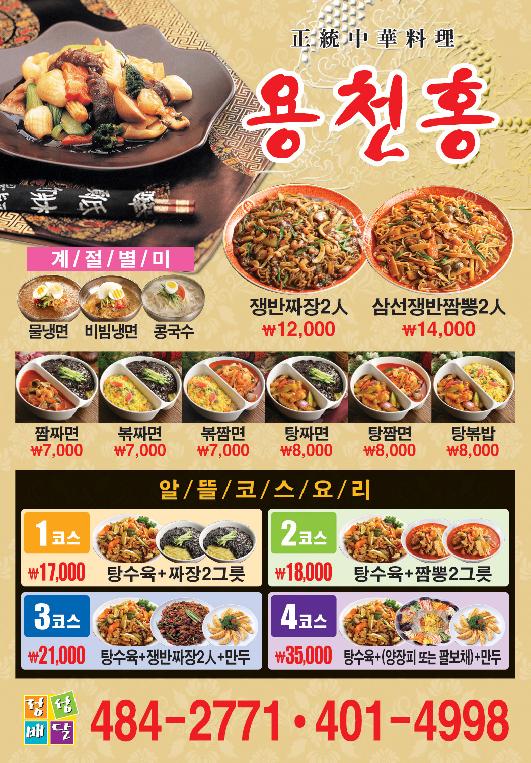 正統中華料理
용천홍
계/절/별/미
물냉면 비빔냉면 콩국수
쟁반짜장2人 삼선쟁반짬뽕2人
₩12,000 ₩14,000
짬짜면 볶짜면 볶짬면 탕짜면 탕짬면 탕볶밥
₩7,000 ₩7,000 ₩7,000 ₩8,000 ₩8,000 ₩8,000
알/뜰/코/스/요/리
1코스
₩17,000 탕수육+짜장2그릇
2코스
₩18,000 탕수육+짬뽕2그릇
3코스
₩21,000 탕수육+쟁반짜장2人+만두
4코스
₩35,000 탕수육+(양장피 또는 팔보채)+만두
배달
484-2771·401-4998